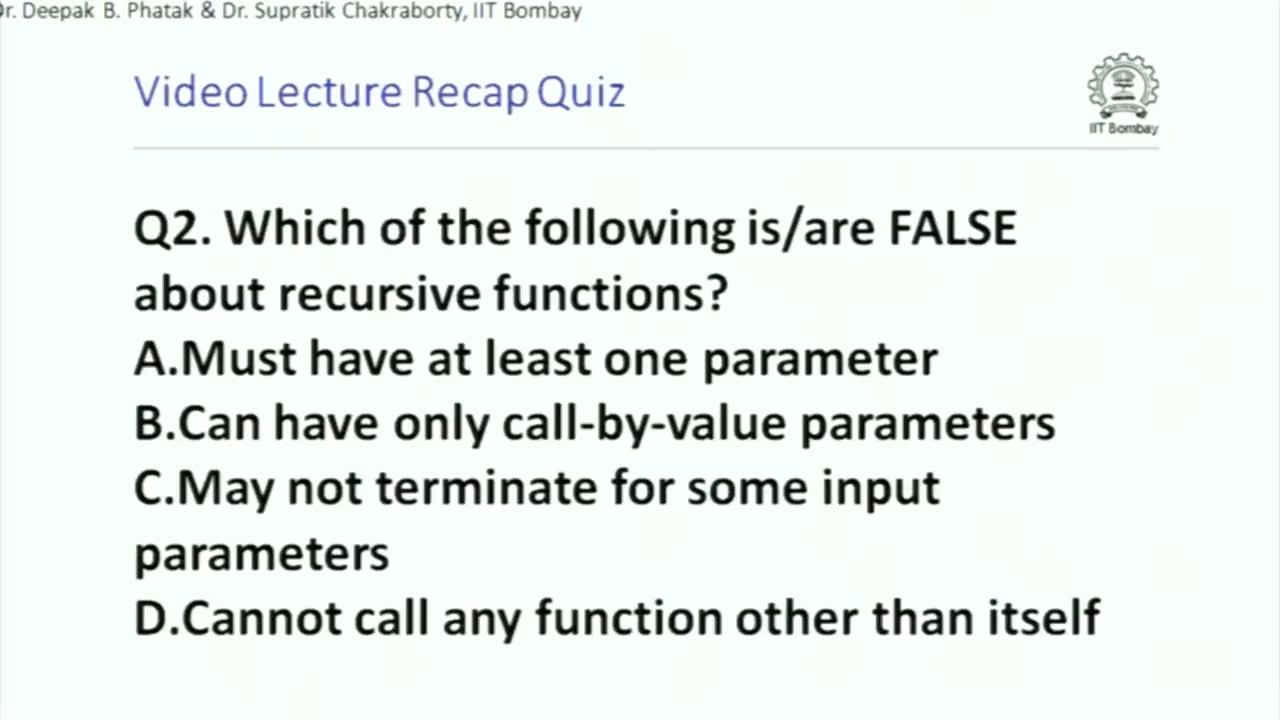 Dr. Deepak B. Phatak & Dr. Supratik Chakraborty, IIT Bombay
Video Lecture Recap Quiz
IIT Bombay
Q2. Which of the following is/are FALSE
about recursive functions?
A.Must have at least one parameter
B.Can have only call-by-value parameters
C.May not terminate for some input
parameters
D.Cannot call any function other than itself